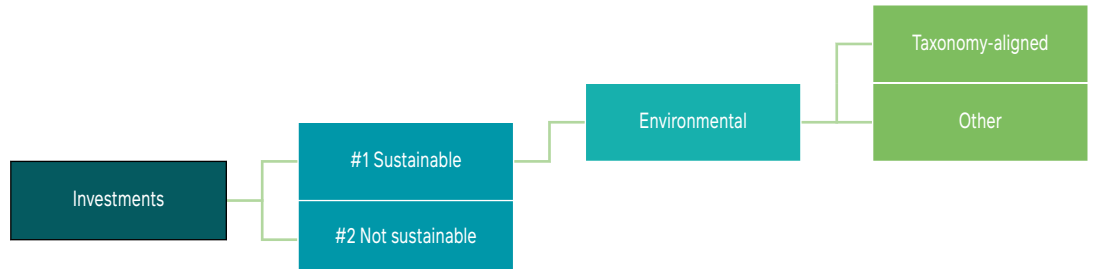 Investments
#1 Sustainable
#2 Not sustainable
Environmental
Taxonomy-aligned
Other